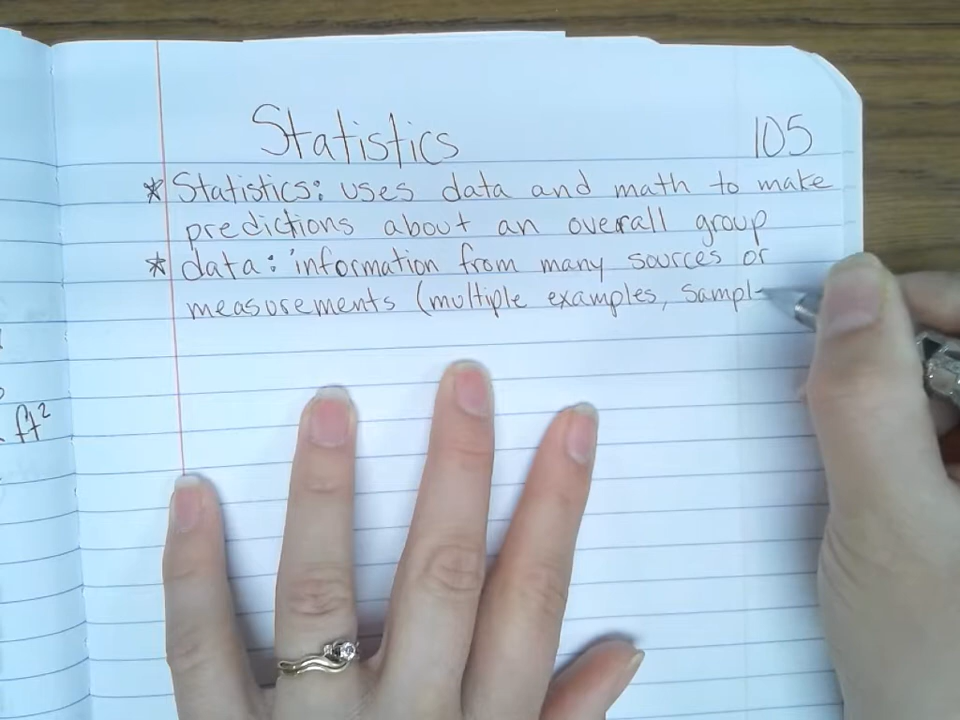 Statistics 105
* Statistics: uses data and math to make
predictions about an overall group
* data: information from many sources or
measurements (multiple examples, sampl
ft²